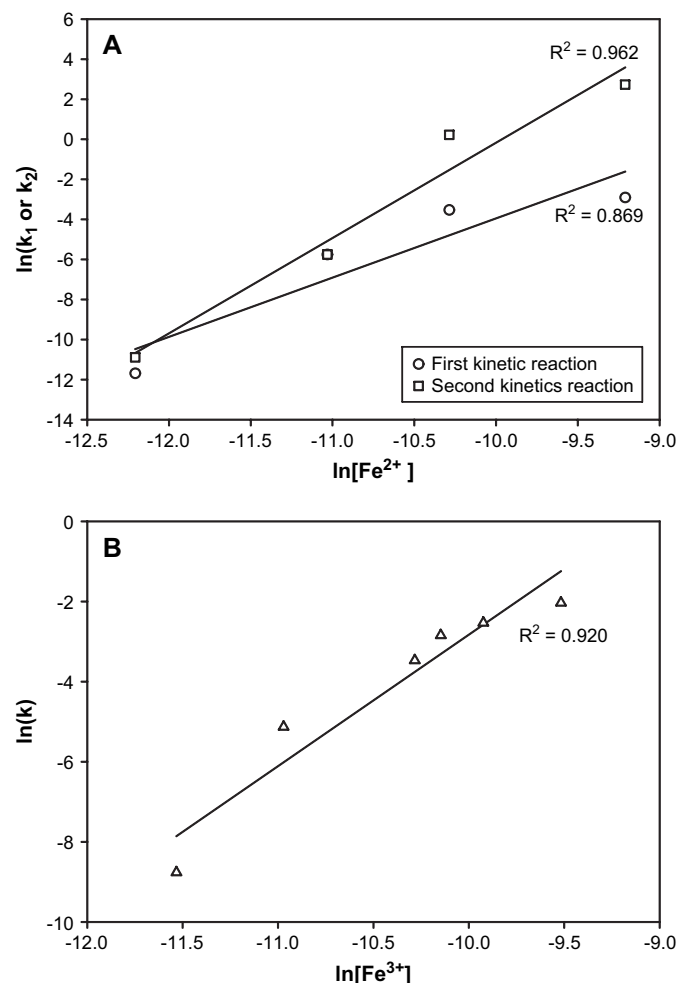 A
R² = 0.962
R² = 0.869
First kinetic reaction
Second kinetics reaction
6
4
2
0
-2
-4
-6
-8
-10
-12
-14
ln(k₁ or k₂)
-12.5 -12.0 -11.5 -11.0 -10.5 -10.0 -9.5 -9.0
ln[Fe²⁺ ]
B
R² = 0.920
0
-2
-4
-6
-8
-10
ln(k)
-12.0 -11.5 -11.0 -10.5 -10.0 -9.5 -9.0
ln[Fe³⁺]